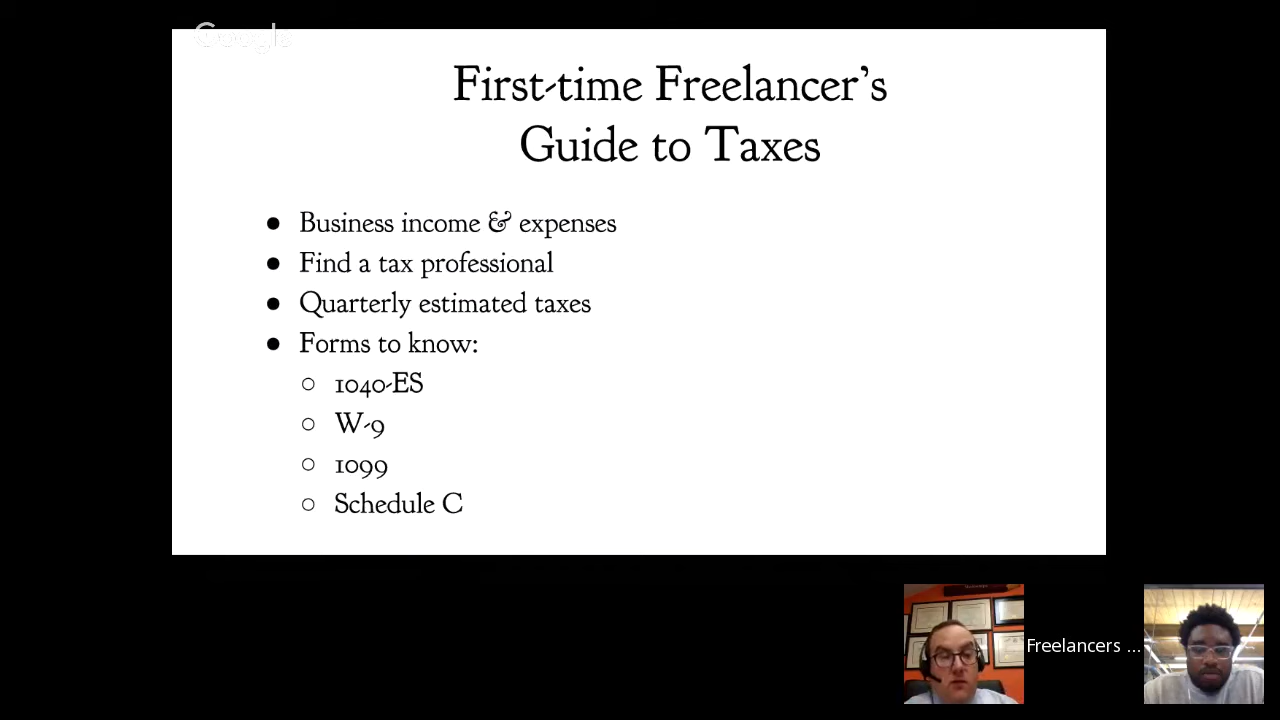 Google
First-time Freelancer’s
Guide to Taxes
● Business income & expenses
● Find a tax professional
● Quarterly estimated taxes
● Forms to know:
○ 1040-ES
○ W-9
○ 1099
○ Schedule C
Freelancers ...